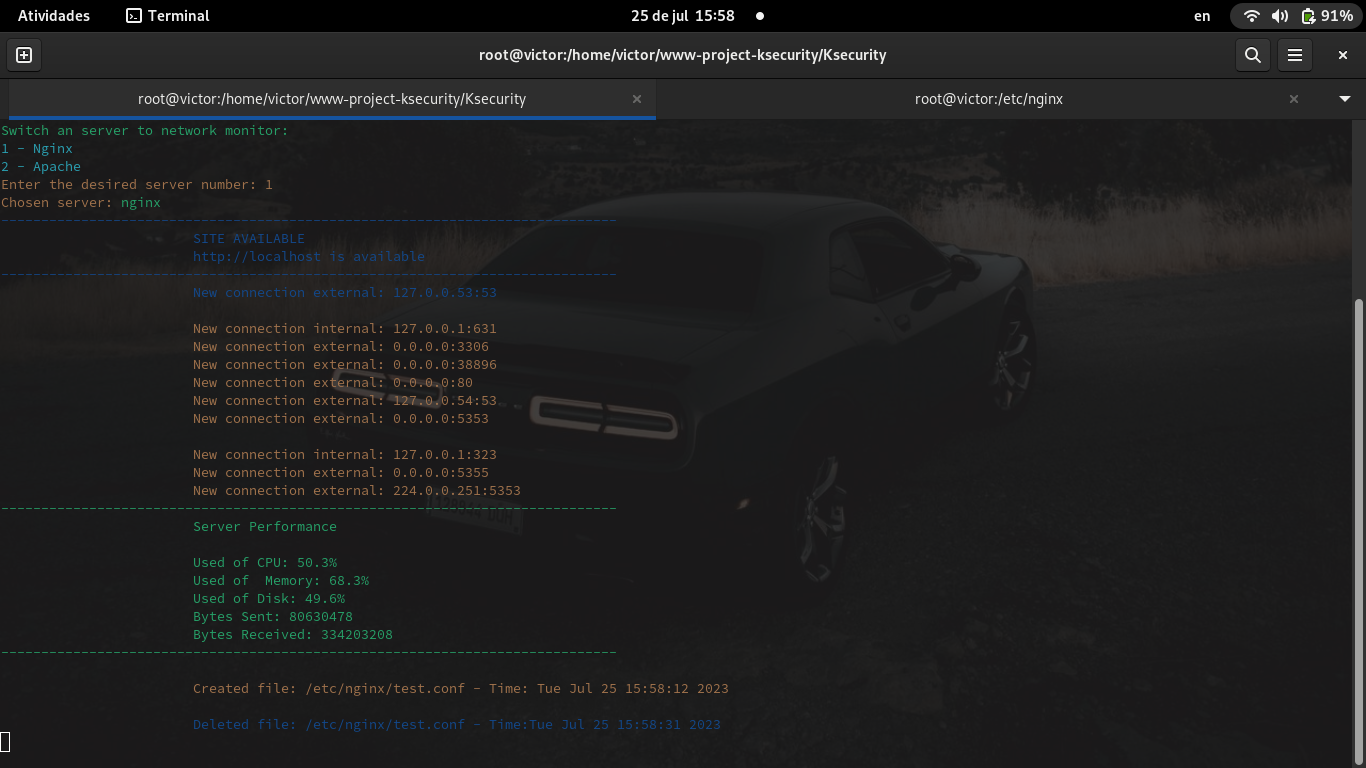 Atividades
Terminal
25 de jul 15:58
en
91%
root@victor:/home/victor/www-project-ksecurity/Ksecurity
root@victor:/home/victor/www-project-ksecurity/Ksecurity
root@victor:/etc/nginx
Switch an server to network monitor:
1 - Nginx
2 - Apache
Enter the desired server number: 1
Chosen server: nginx
-----------------------------------------------------------------------------
SITE AVAILABLE
http://localhost is available
-----------------------------------------------------------------------------
New connection external: 127.0.0.53:53
New connection internal: 127.0.0.1:631
New connection external: 0.0.0.0:3306
New connection external: 0.0.0.0:38896
New connection external: 0.0.0.0:80
New connection external: 127.0.0.54:53
New connection external: 0.0.0.0:5353
New connection internal: 127.0.0.1:323
New connection external: 0.0.0.0:5355
New connection external: 224.0.0.251:5353
-----------------------------------------------------------------------------
Server Performance
Used of CPU: 50.3%
Used of  Memory: 68.3%
Used of Disk: 49.6%
Bytes Sent: 80630478
Bytes Received: 334203208
-----------------------------------------------------------------------------
Created file: /etc/nginx/test.conf - Time: Tue Jul 25 15:58:12 2023
Deleted file: /etc/nginx/test.conf - Time:Tue Jul 25 15:58:31 2023